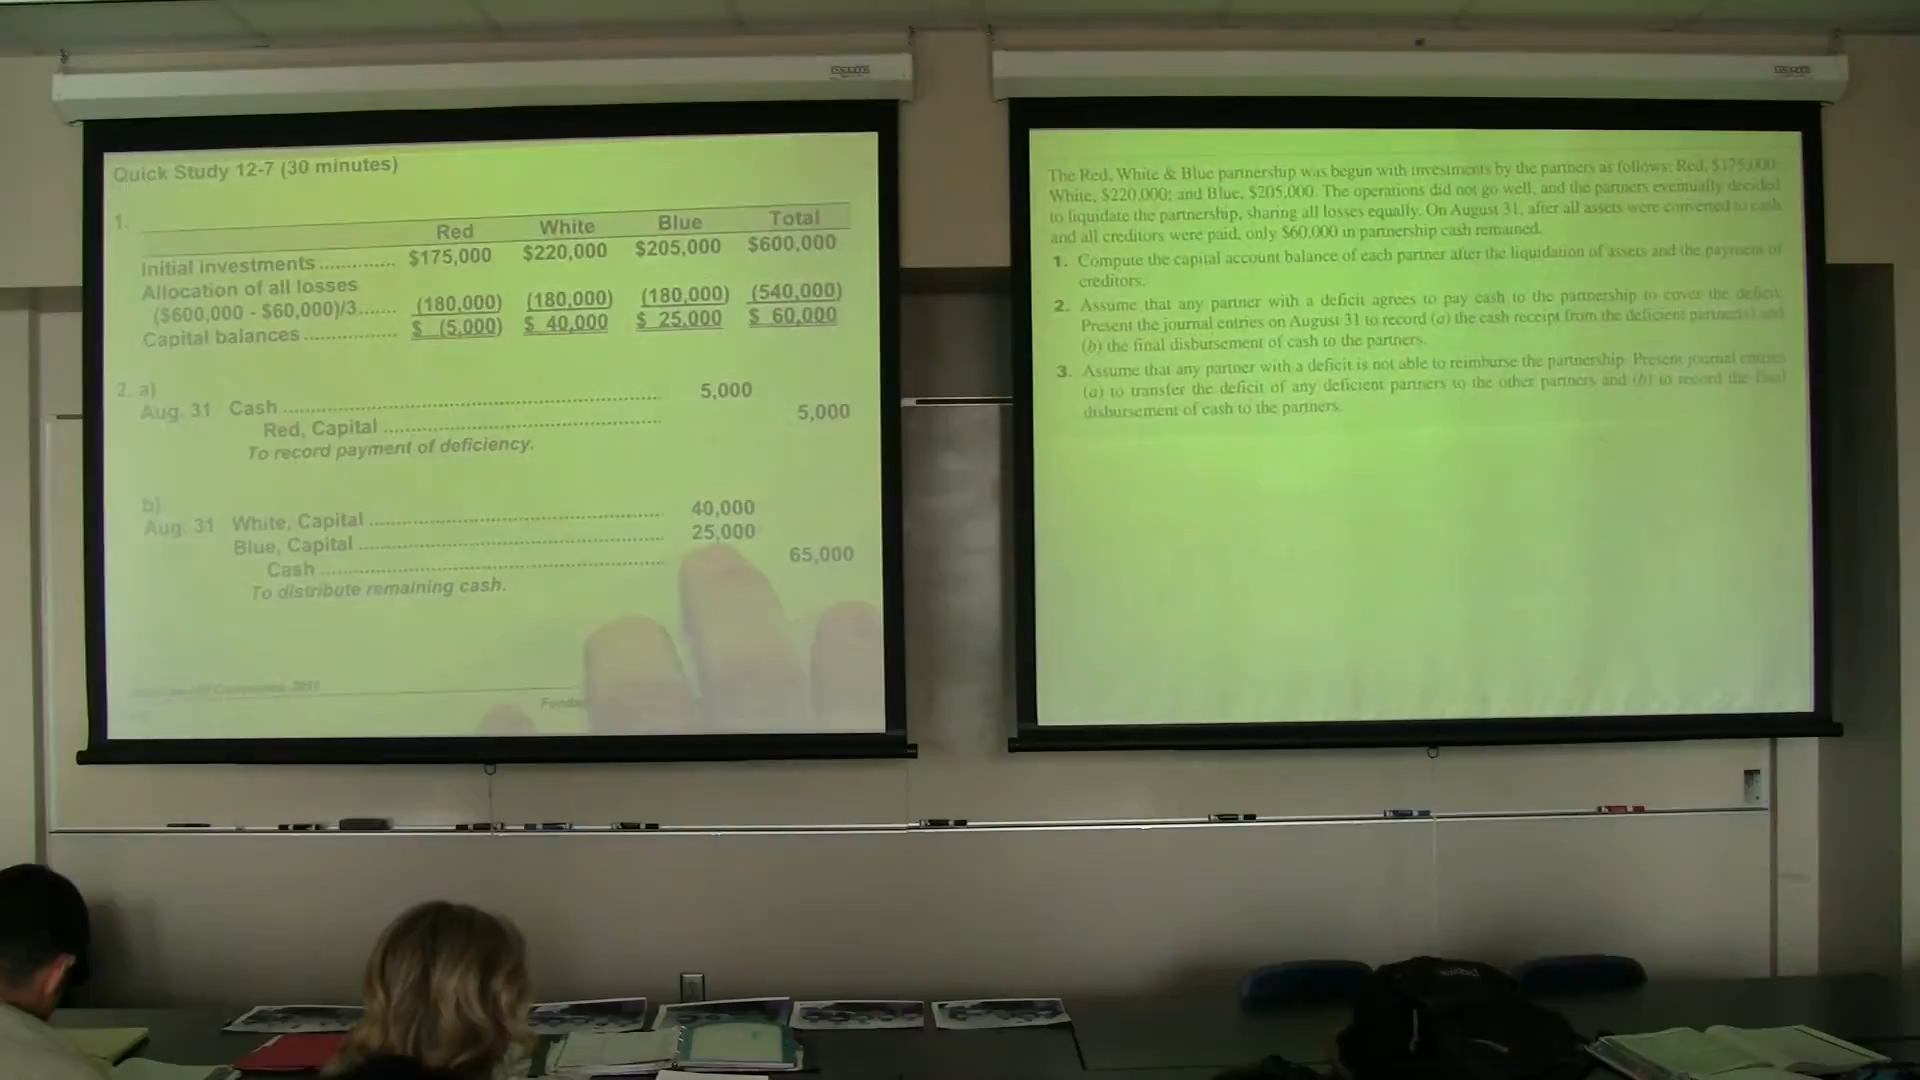 Quick Study 12-7 (30 minutes)
1.
Red White Blue Total
Initial investments .............. $175,000 $220,000 $205,000 $600,000
Allocation of all losses
($600,000 - $60,000)/3....... (180,000) (180,000) (180,000) (540,000)
Capital balances ................. $ (5,000) $ 40,000 $ 25,000 $ 60,000
2. a)
Aug. 31 Cash ........................ 5,000
Red, Capital ........................ 5,000
To record payment of deficiency.
b)
Aug. 31 White, Capital ........................ 40,000
Blue, Capital ........................ 25,000
Cash ........................ 65,000
To distribute remaining cash.
The Red, White & Blue partnership was begun with investments by the partners as follows: Red, $175,000;
White, $220,000; and Blue, $205,000. The operations did not go well, and the partners eventually decided
to liquidate the partnership, sharing all losses equally. On August 31, after all assets were converted to cash
and all creditors were paid, only $60,000 in partnership cash remained.
1. Compute the capital account balance of each partner after the liquidation of assets and the payment of
creditors.
2. Assume that any partner with a deficit agrees to pay cash to the partnership to cover the deficit.
Present the journal entries on August 31 to record (a) the cash receipt from the deficient partner(s) and
(b) the final disbursement of cash to the partners.
3. Assume that any partner with a deficit is not able to reimburse the partnership. Present journal entries
(a) to transfer the deficit of any deficient partners to the other partners and (b) to record the final
disbursement of cash to the partners.